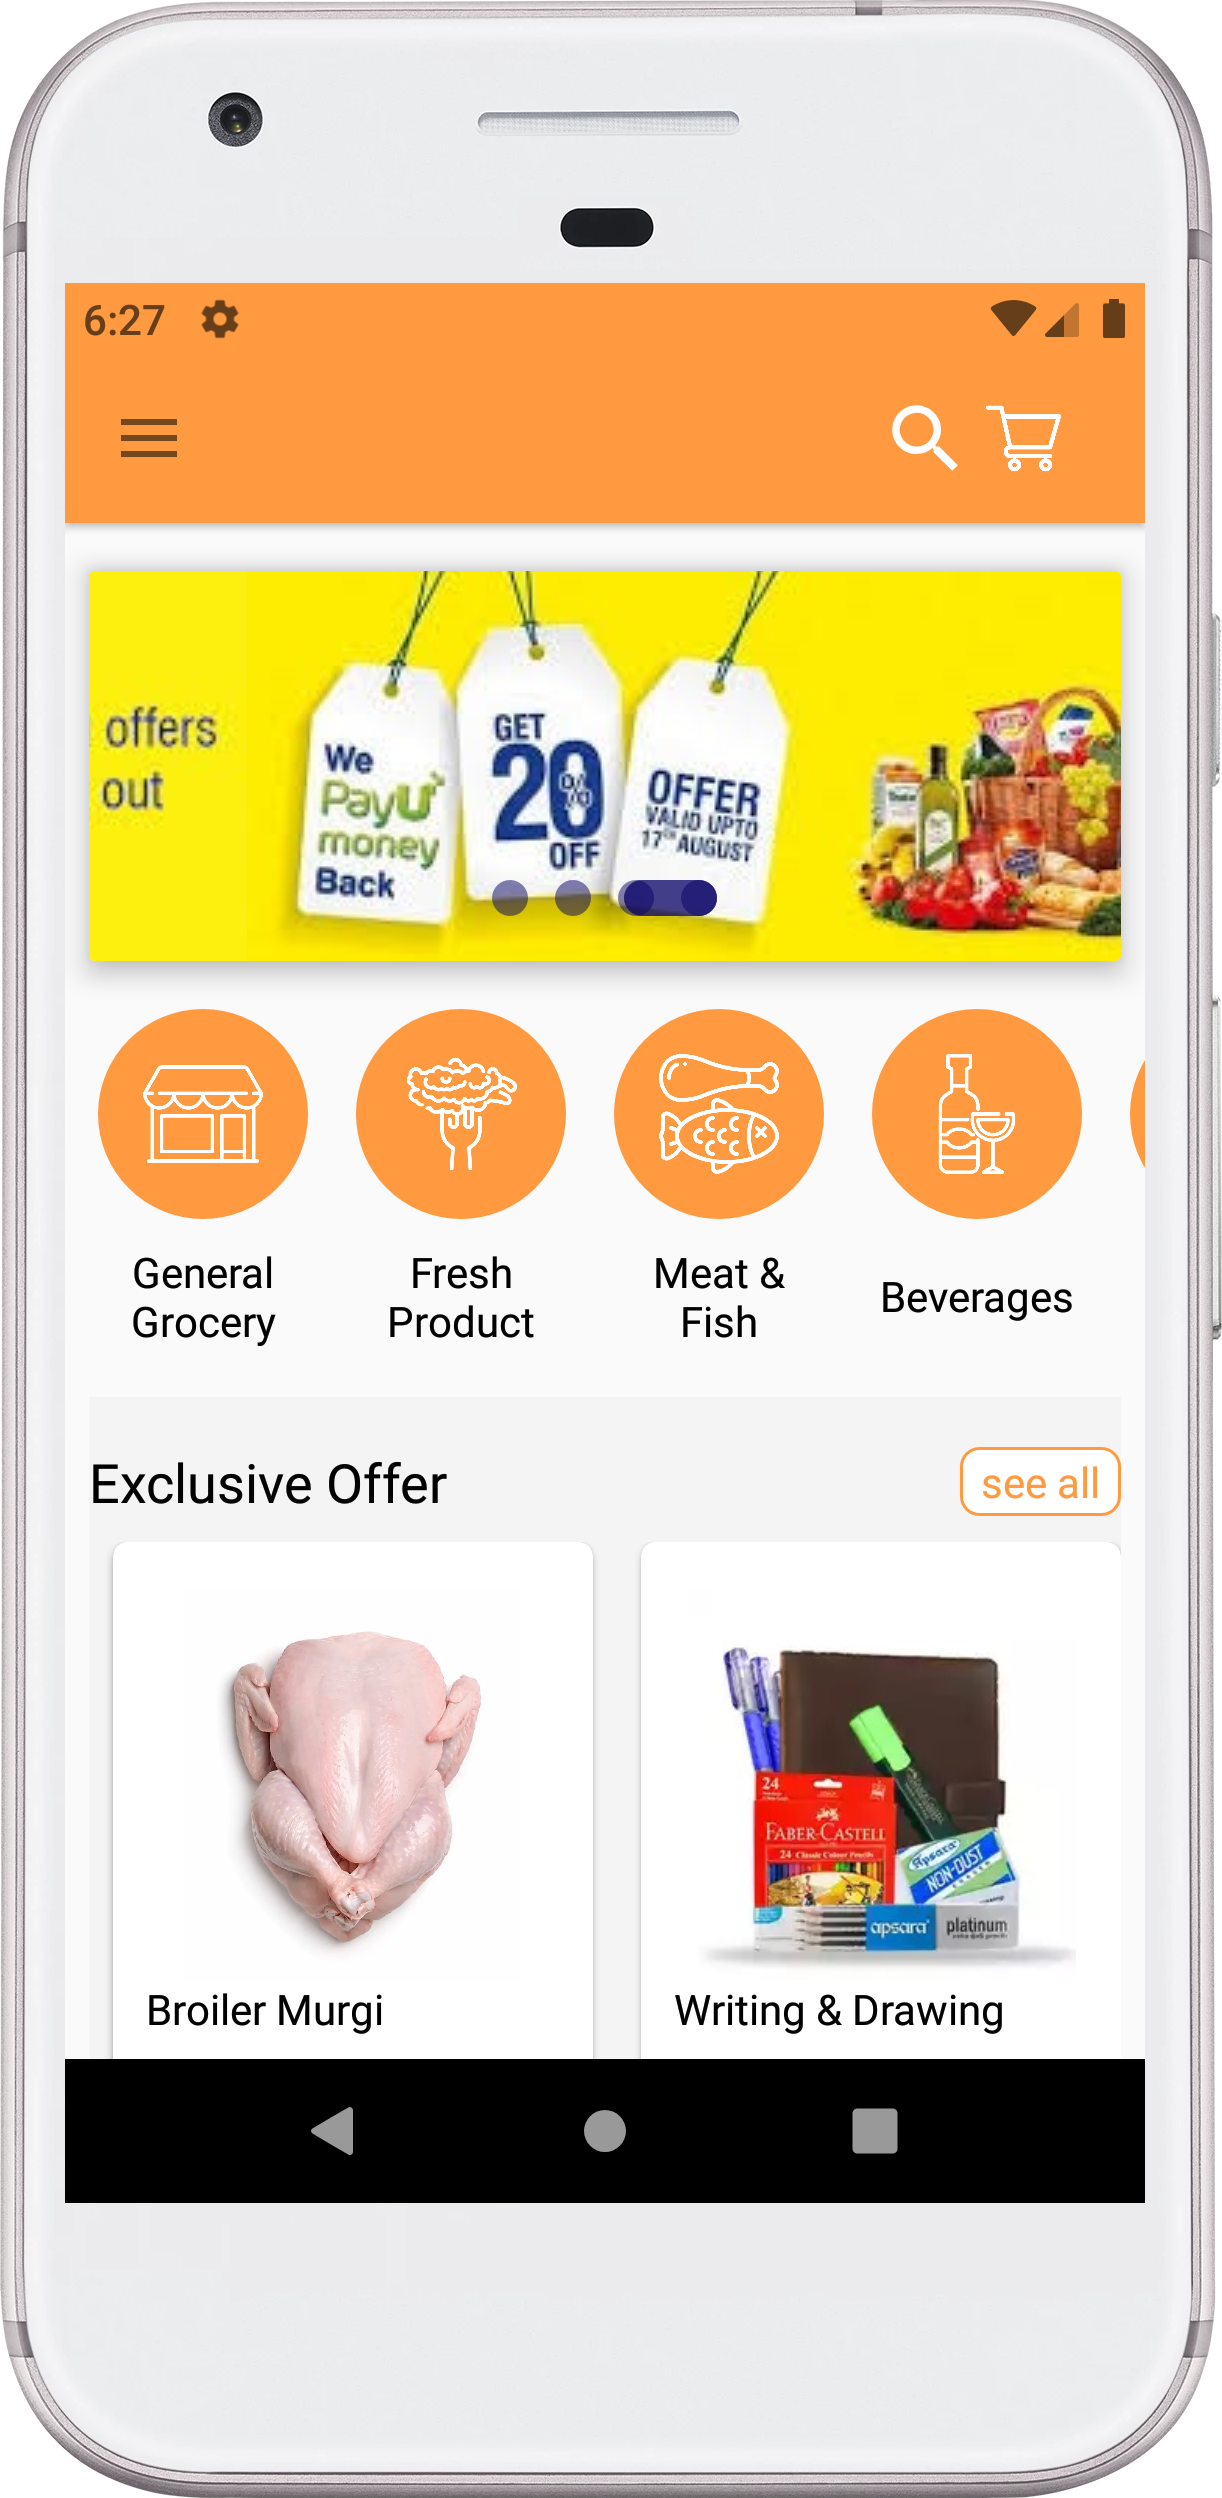 6:27
offers
out
We
PayU
money
Back
GET
20%
OFF
OFFER
VALID UPTO
17TH AUGUST
General
Grocery
Fresh
Product
Meat &
Fish
Beverages
Exclusive Offer
see all
24
FABER-CASTELL
24 Classic Colour Pencils
Apsara
NON-DUST
ERASER
apsara
platinum
Broiler Murgi
Writing & Drawing